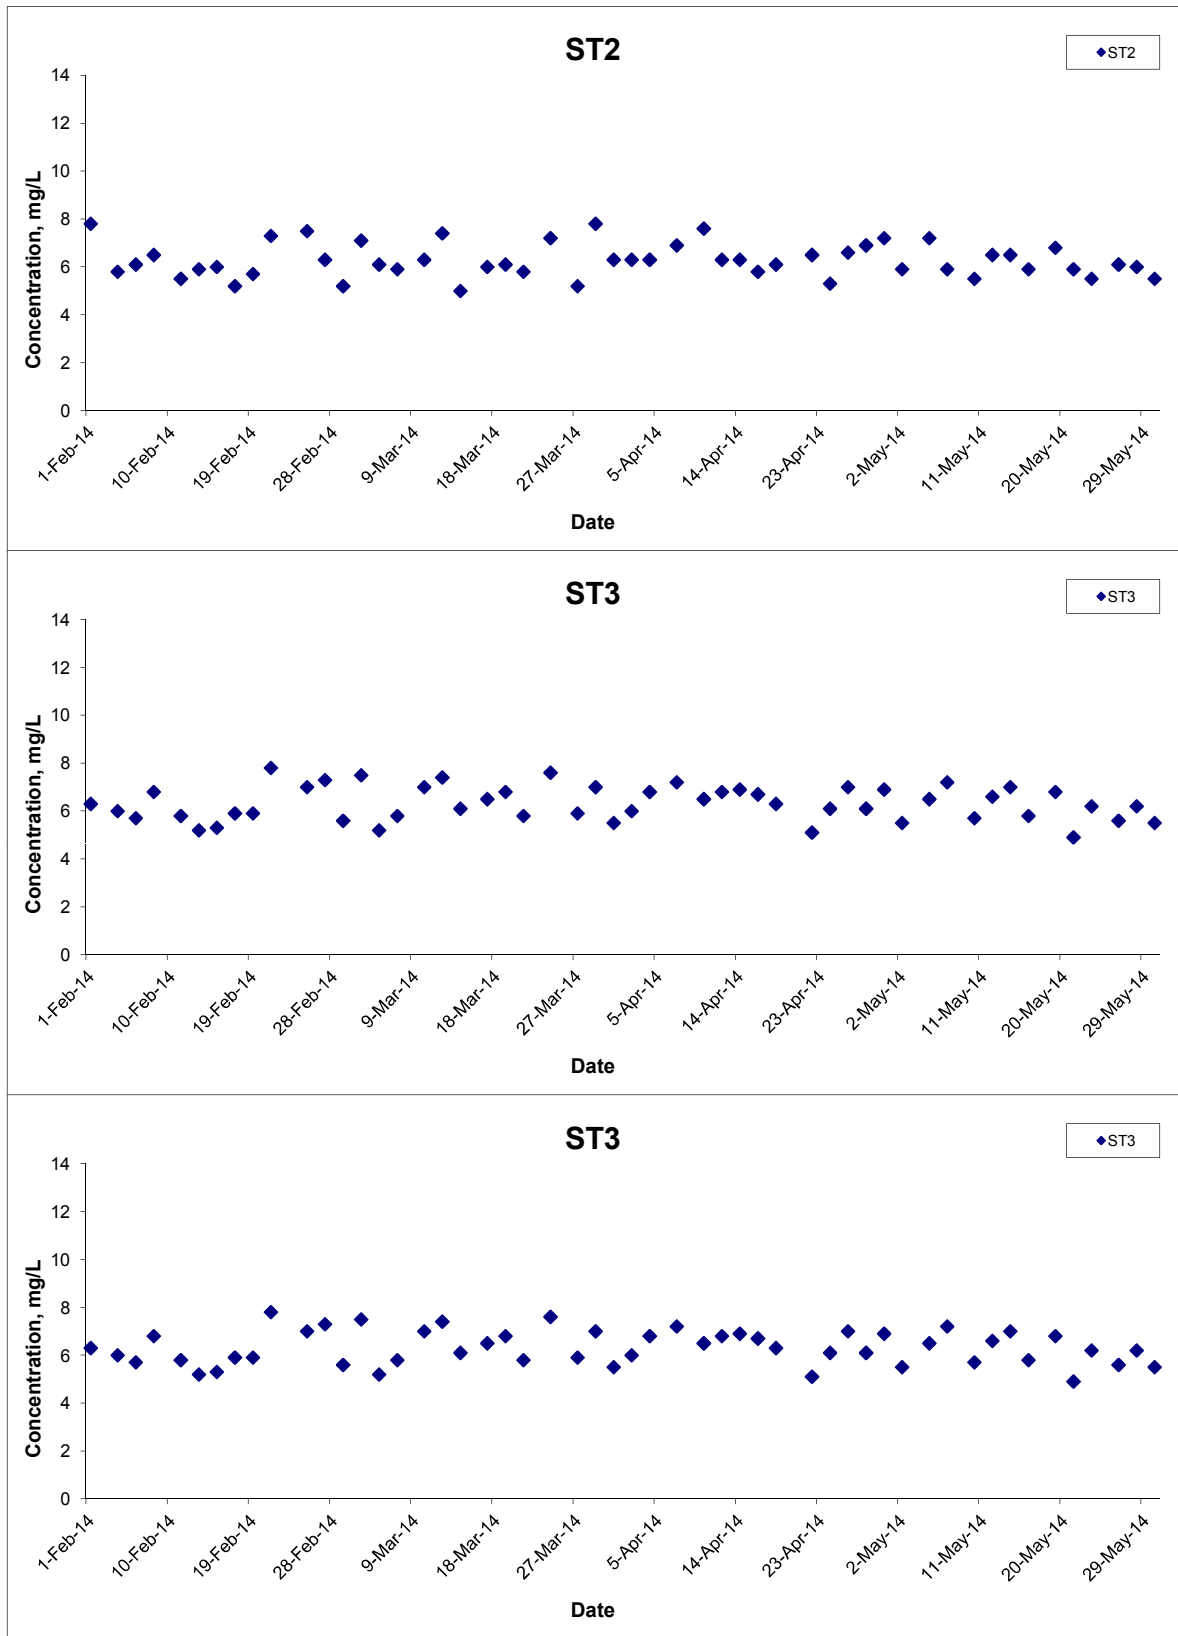 ST2
ST2
14
12
10
8
6
4
2
0
Concentration, mg/L
1-Feb-14
10-Feb-14
19-Feb-14
28-Feb-14
9-Mar-14
18-Mar-14
27-Mar-14
5-Apr-14
14-Apr-14
23-Apr-14
2-May-14
11-May-14
20-May-14
29-May-14
Date
ST3
ST3
14
12
10
8
6
4
2
0
Concentration, mg/L
1-Feb-14
10-Feb-14
19-Feb-14
28-Feb-14
9-Mar-14
18-Mar-14
27-Mar-14
5-Apr-14
14-Apr-14
23-Apr-14
2-May-14
11-May-14
20-May-14
29-May-14
Date
ST3
ST3
14
12
10
8
6
4
2
0
Concentration, mg/L
1-Feb-14
10-Feb-14
19-Feb-14
28-Feb-14
9-Mar-14
18-Mar-14
27-Mar-14
5-Apr-14
14-Apr-14
23-Apr-14
2-May-14
11-May-14
20-May-14
29-May-14
Date